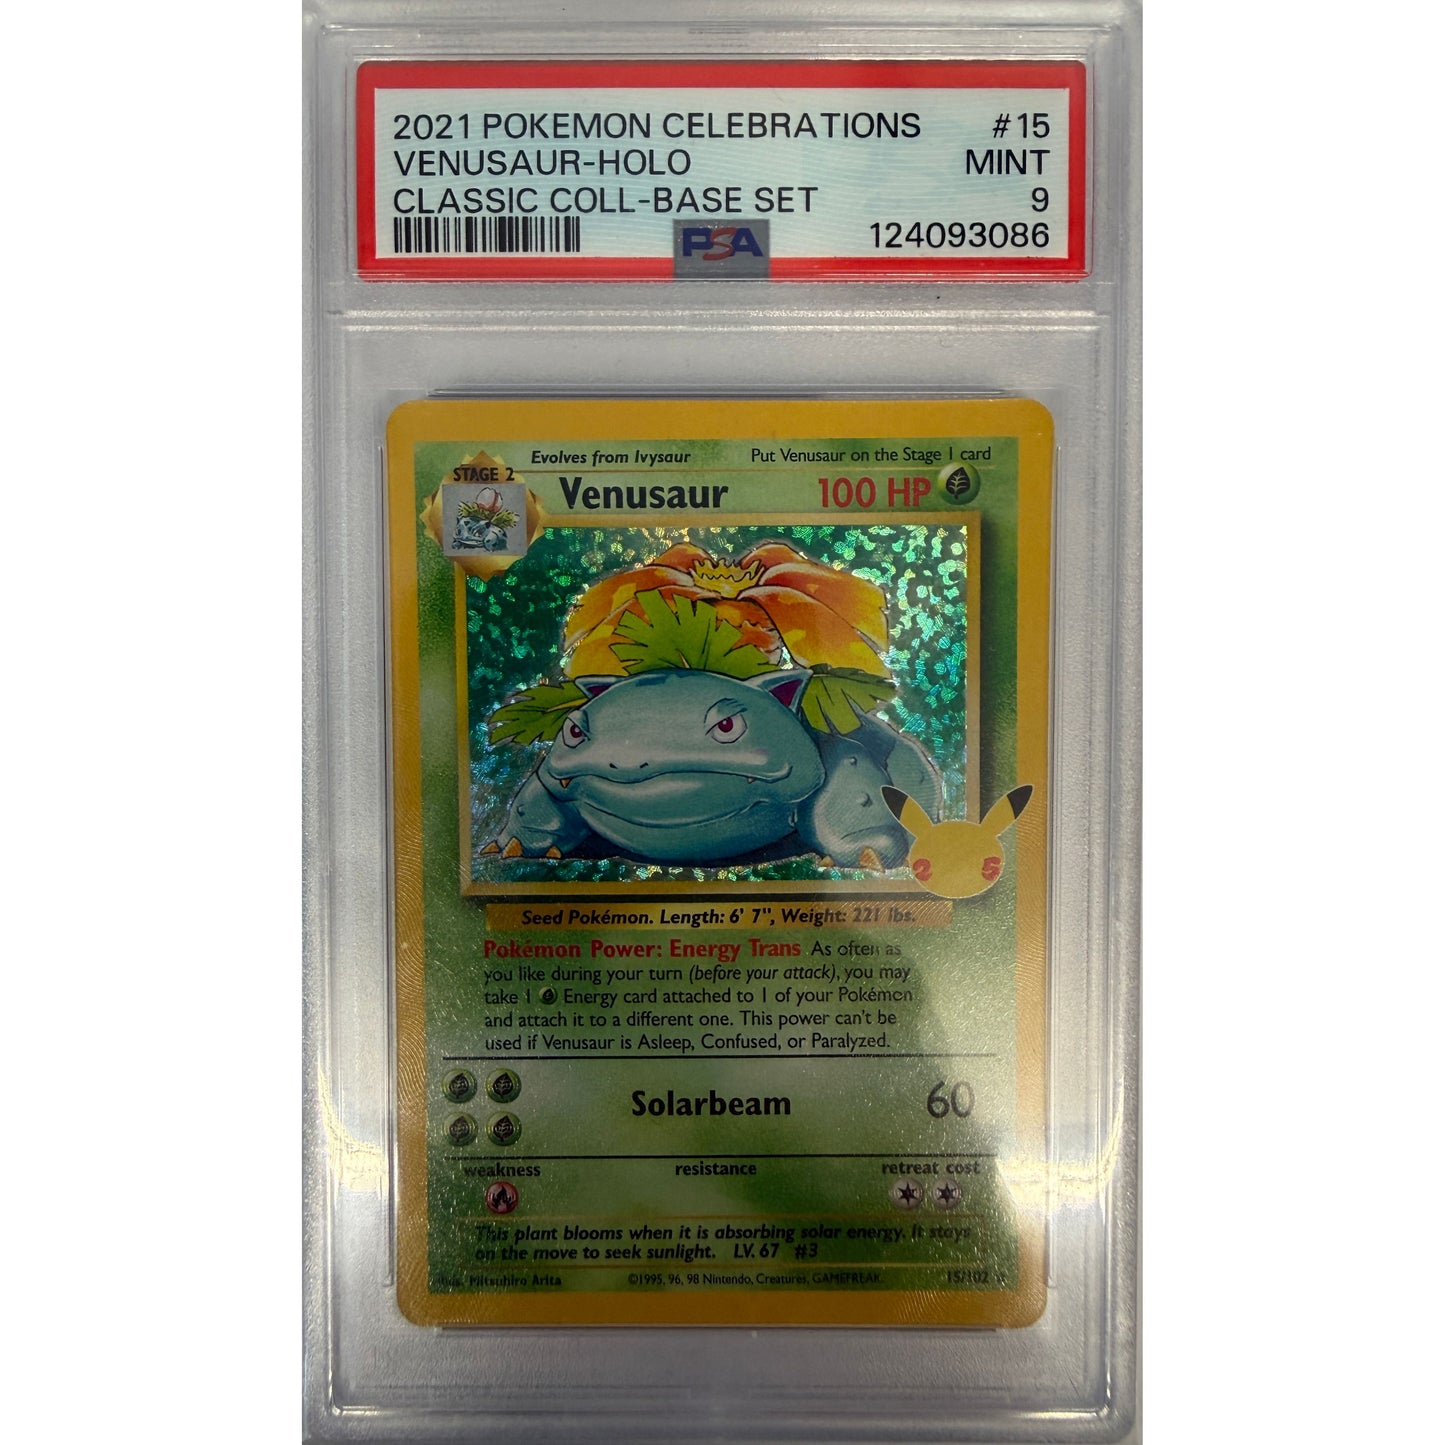 2021 POKEMON CELEBRATIONS #15
VENUSAUR-HOLO MINT
CLASSIC COLL-BASE SET 9
PSA 124093086
Evolves from Ivysaur Put Venusaur on the Stage 1 card
STAGE 2
Venusaur 100 HP
25
Seed Pokémon. Length: 6' 7", Weight: 221 lbs.
Pokémon Power: Energy Trans As often as
you like during your turn (before your attack), you may
take 1 Energy card attached to 1 of your Pokémon
and attach it to a different one. This power can't be
used if Venusaur is Asleep, Confused, or Paralyzed.
Solarbeam 60
weakness resistance retreat cost
This plant blooms when it is absorbing solar energy. It stays
on the move to seek sunlight. LV. 67 #3
Illus. Mitsuhiro Arita ©1995, 96, 98 Nintendo, Creatures, GAMEFREAK. 15/102